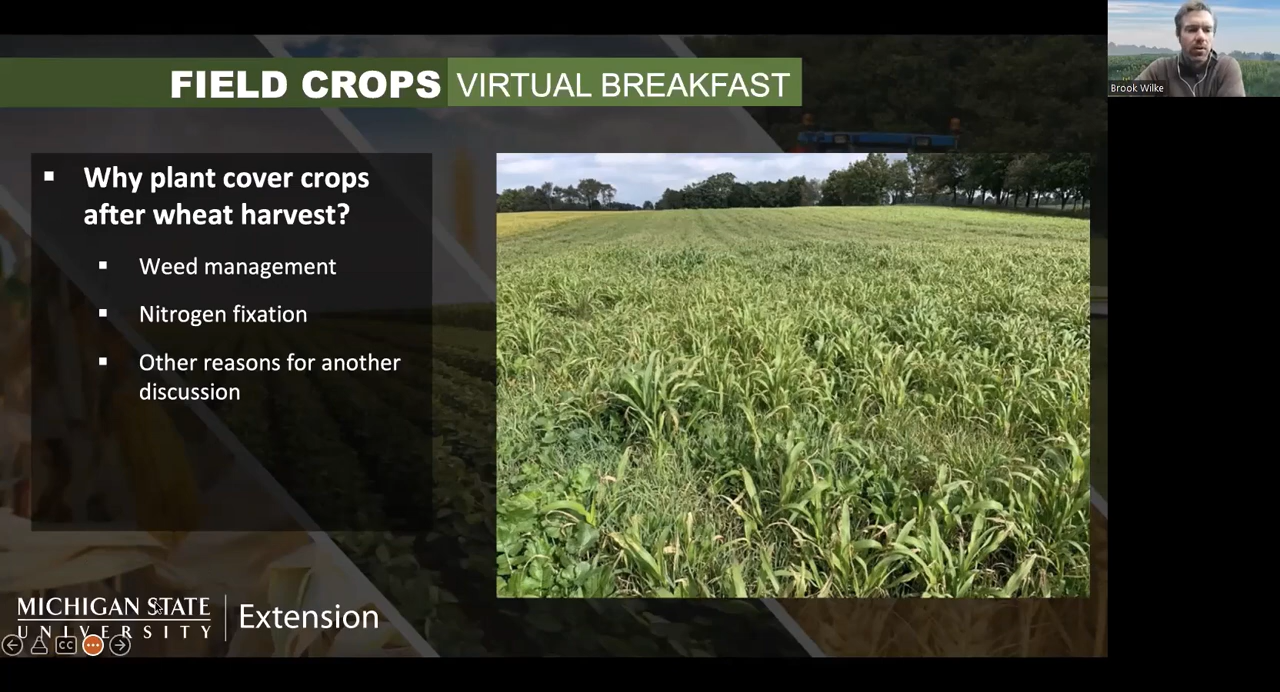 FIELD CROPS VIRTUAL BREAKFAST
Brook Wilke
Why plant cover crops
after wheat harvest?
Weed management
Nitrogen fixation
Other reasons for another
discussion
MICHIGAN STATE
UNIVERSITY
Extension
CC